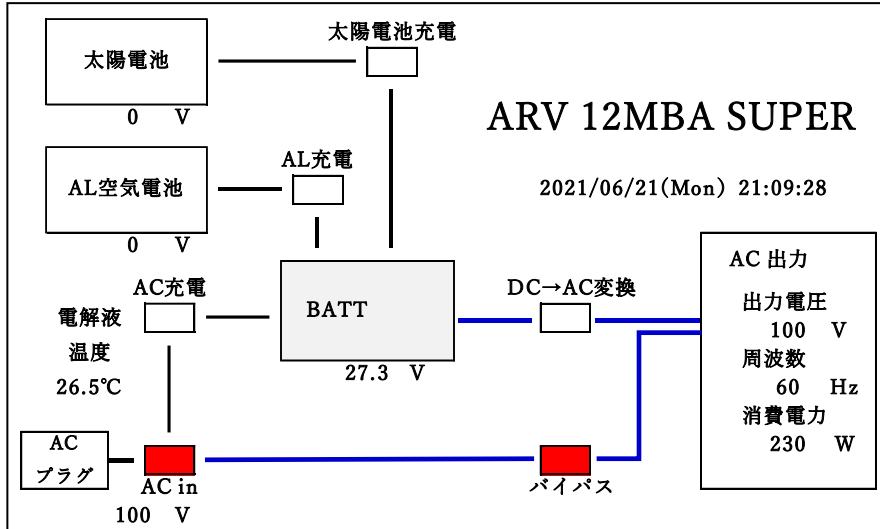 太陽電池充電
太陽電池
0 V
ARV 12MBA SUPER
AL充電
AL空気電池
2021/06/21(Mon) 21:09:28
0 V
AC充電
BATT
DC→AC変換
AC 出力
電解液
温度
26.5℃
27.3 V
出力電圧
100 V
周波数
60 Hz
消費電力
230 W
AC
プラグ
AC in
バイパス
100 V